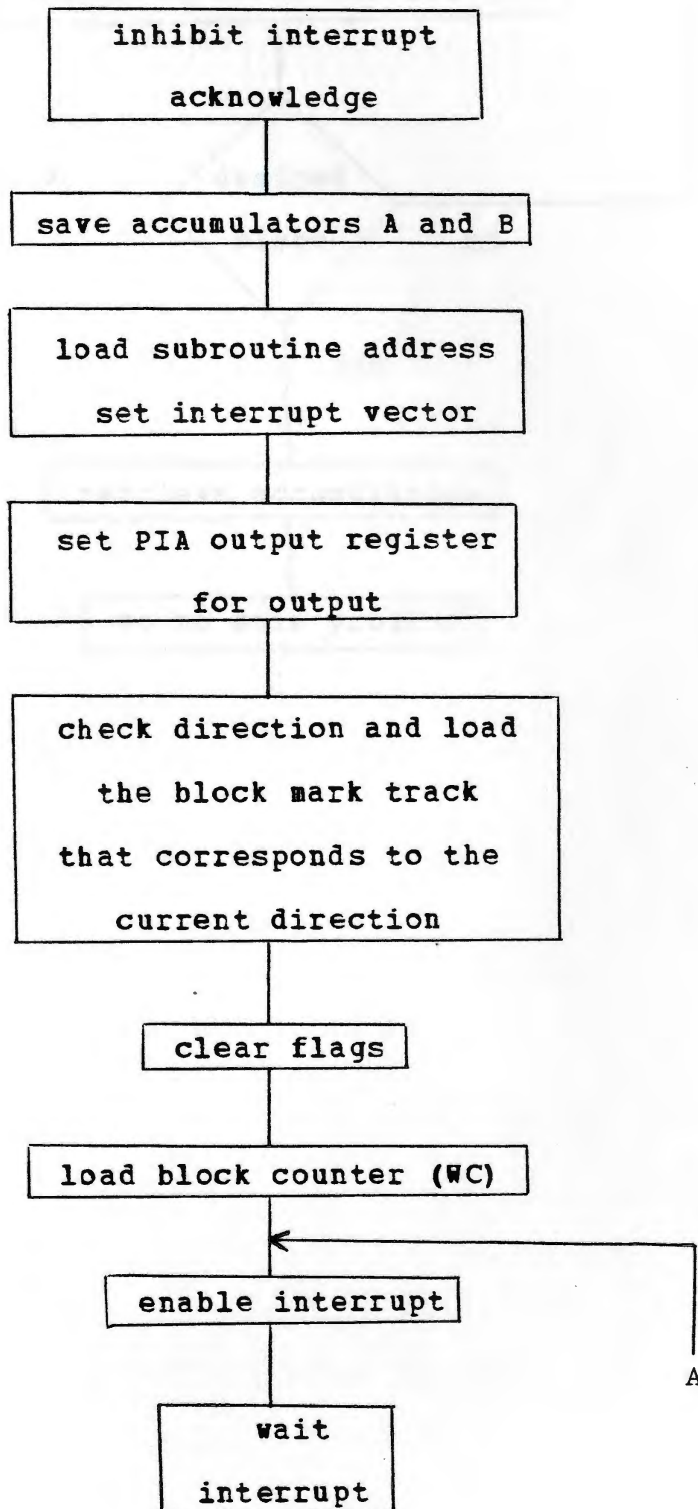 inhibit interrupt
acknowledge
save accumulators A and B
load subroutine address
set interrupt vector
set PIA output register
for output
check direction and load
the block mark track
that corresponds to the
current direction
clear flags
load block counter (WC)
enable interrupt
A
wait
interrupt